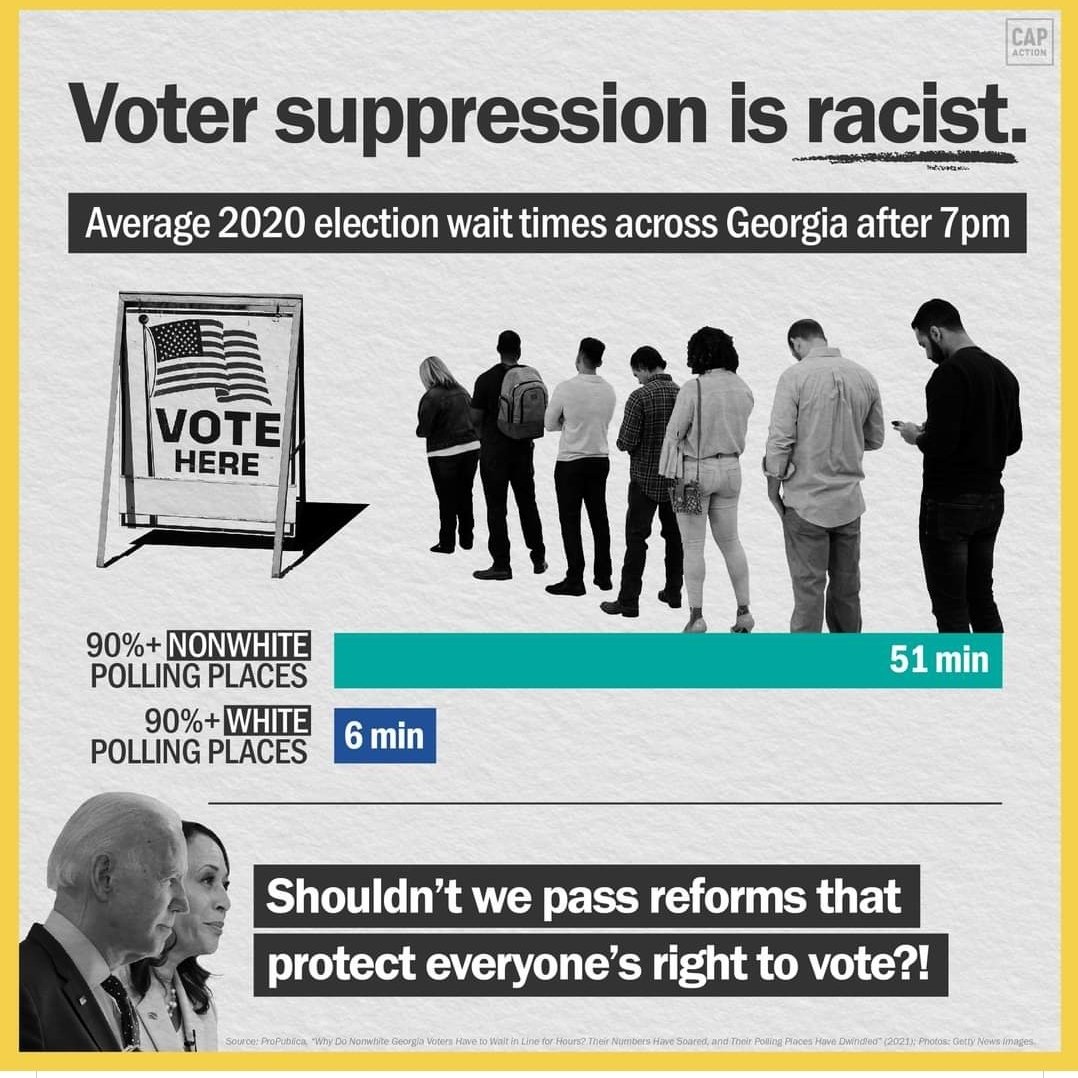 CAP
ACTION
Voter suppression is racist.
Average 2020 election wait times across Georgia after 7pm
VOTE
HERE
90%+ NONWHITE
POLLING PLACES
51 min
90%+ WHITE
POLLING PLACES
6 min
Shouldn't we pass reforms that
protect everyone's right to vote?!
Source: ProPublica, "Why Do Nonwhite Georgia Voters Have to Wait in Line for Hours? Their Numbers Have Soared, and Their Polling Places Have Dwindled" (2021); Photos: Getty News Images.